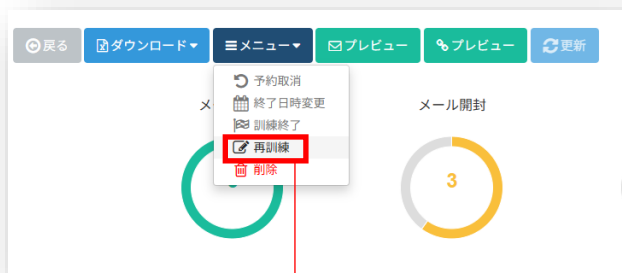 戻る ダウンロード メニュー プレビュー プレビュー 更新
予約取消
終了日時変更
訓練終了
再訓練
削除
メ
メール開封
3